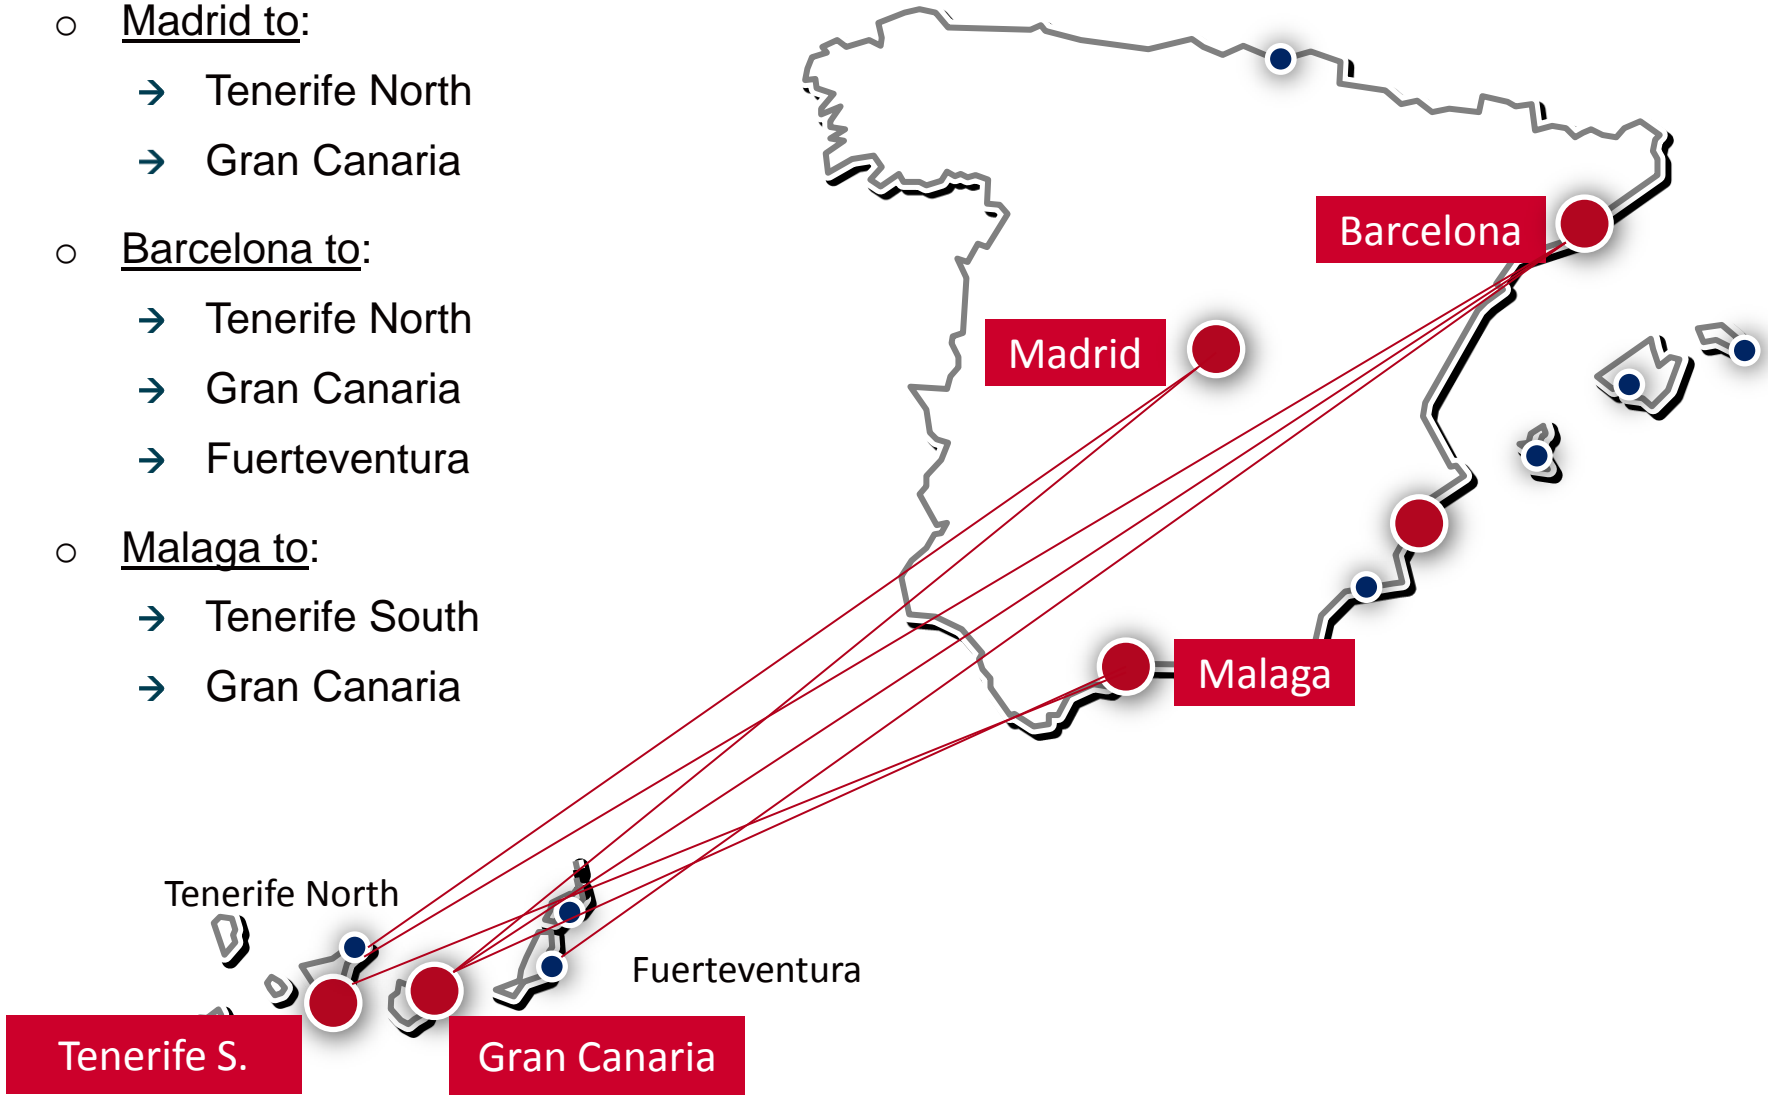 o Madrid to:
→ Tenerife North
→ Gran Canaria
o Barcelona to:
→ Tenerife North
→ Gran Canaria
→ Fuerteventura
o Malaga to:
→ Tenerife South
→ Gran Canaria
Barcelona
Madrid
Malaga
Tenerife North
Fuerteventura
Tenerife S.
Gran Canaria